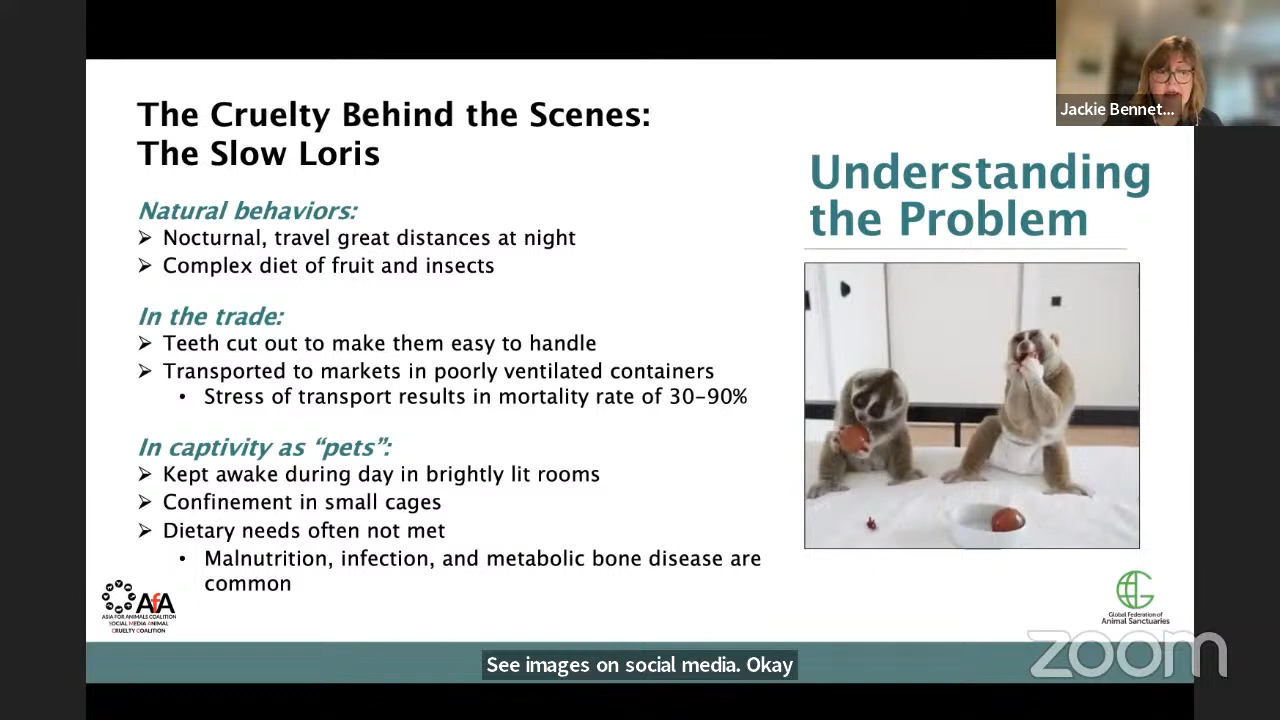 Jackie Bennet...
The Cruelty Behind the Scenes:
The Slow Loris
Understanding
the Problem
Natural behaviors:
➢ Nocturnal, travel great distances at night
➢ Complex diet of fruit and insects
In the trade:
➢ Teeth cut out to make them easy to handle
➢ Transported to markets in poorly ventilated containers
• Stress of transport results in mortality rate of 30-90%
In captivity as “pets”:
➢ Kept awake during day in brightly lit rooms
➢ Confinement in small cages
➢ Dietary needs often not met
• Malnutrition, infection, and metabolic bone disease are
common
AfA
ASIA FOR ANIMALS COALITION
SOCIAL MEDIA ANIMAL
CRUELTY COALITION
Global Federation of
Animal Sanctuaries
zoom
See images on social media. Okay